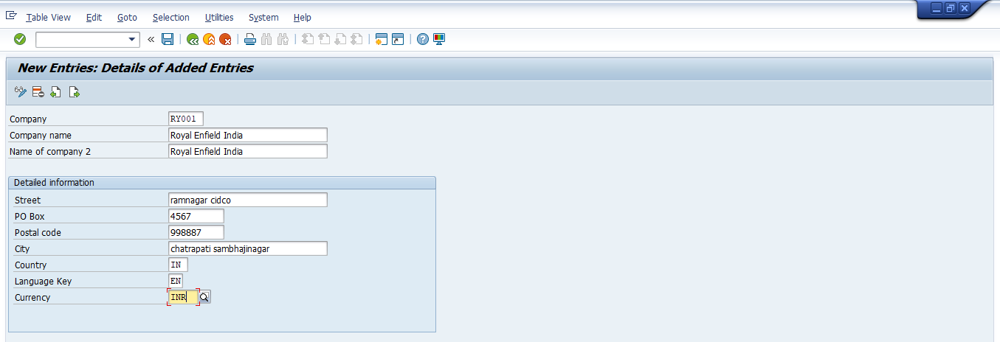 Table View Edit Goto Selection Utilities System Help
New Entries: Details of Added Entries
Company RY001
Company name Royal Enfield India
Name of company 2 Royal Enfield India
Detailed information
Street ramnagar cidco
PO Box 4567
Postal code 998887
City chatrapati sambhajinagar
Country IN
Language Key EN
Currency INR